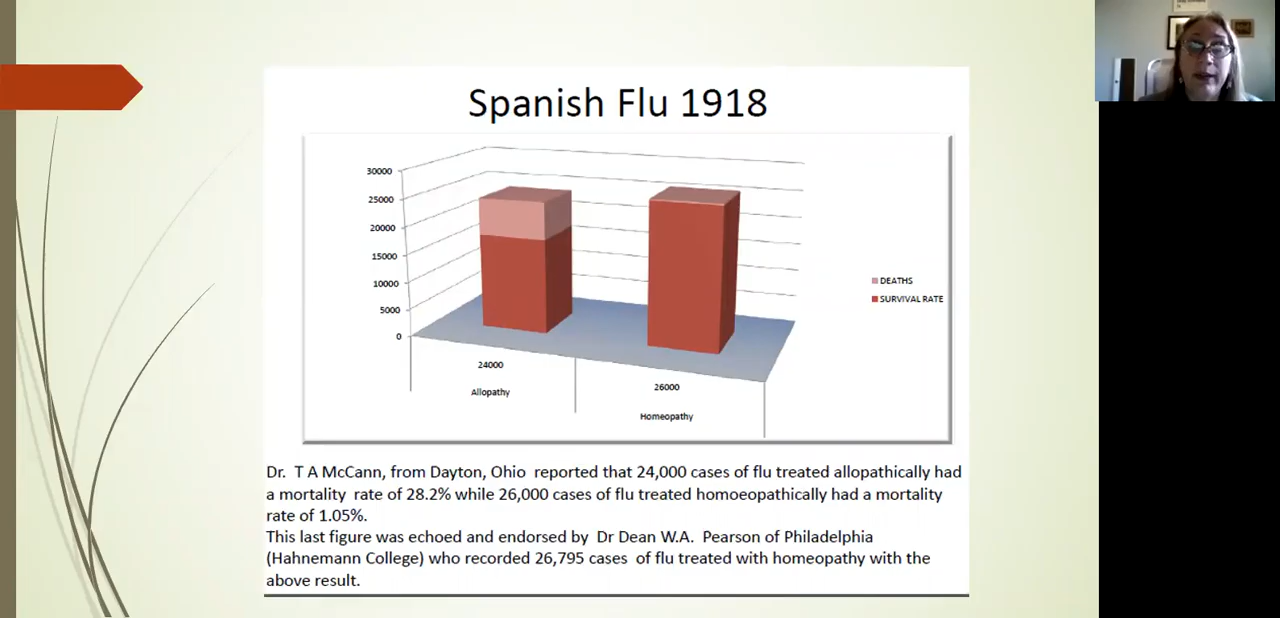 Spanish Flu 1918
30000
25000
20000
15000
10000
5000
0
24000
26000
Allopathy
Homeopathy
DEATHS
SURVIVAL RATE
Dr. T A McCann, from Dayton, Ohio reported that 24,000 cases of flu treated allopathically had
a mortality rate of 28.2% while 26,000 cases of flu treated homoeopathically had a mortality
rate of 1.05%.
This last figure was echoed and endorsed by Dr Dean W.A. Pearson of Philadelphia
(Hahnemann College) who recorded 26,795 cases of flu treated with homeopathy with the
above result.